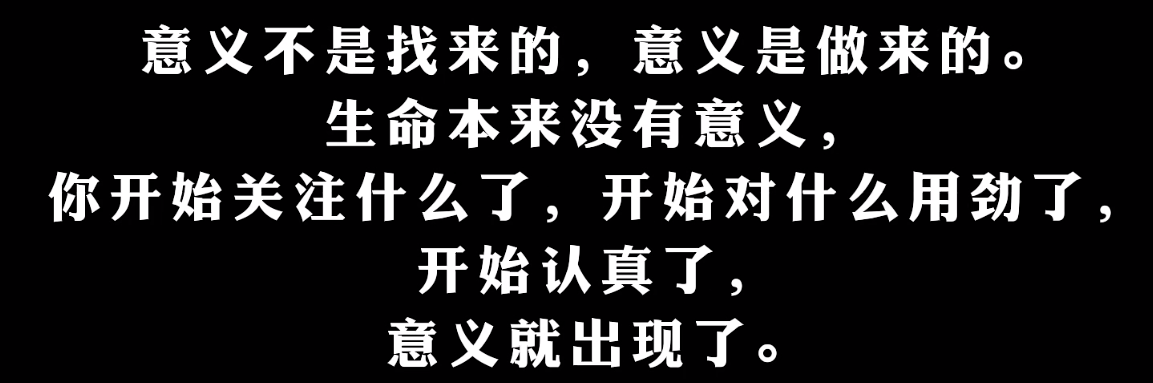 意义不是找来的，意义是做来的。
生命本来没有意义，
你开始关注什么了，开始对什么用劲了，
开始认真了，
意义就出现了。